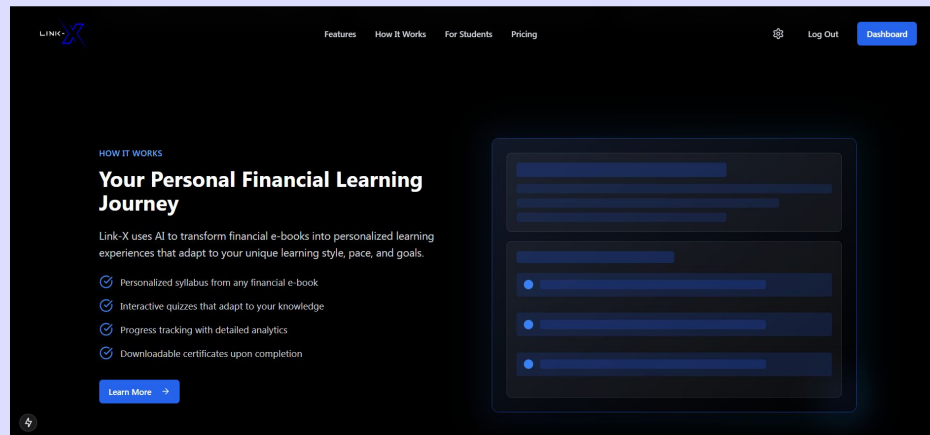 LINK-X
Features
How It Works
For Students
Pricing
Log Out
Dashboard
HOW IT WORKS
Your Personal Financial Learning
Journey
Link-X uses AI to transform financial e-books into personalized learning
experiences that adapt to your unique learning style, pace, and goals.
Personalized syllabus from any financial e-book
Interactive quizzes that adapt to your knowledge
Progress tracking with detailed analytics
Downloadable certificates upon completion
Learn More